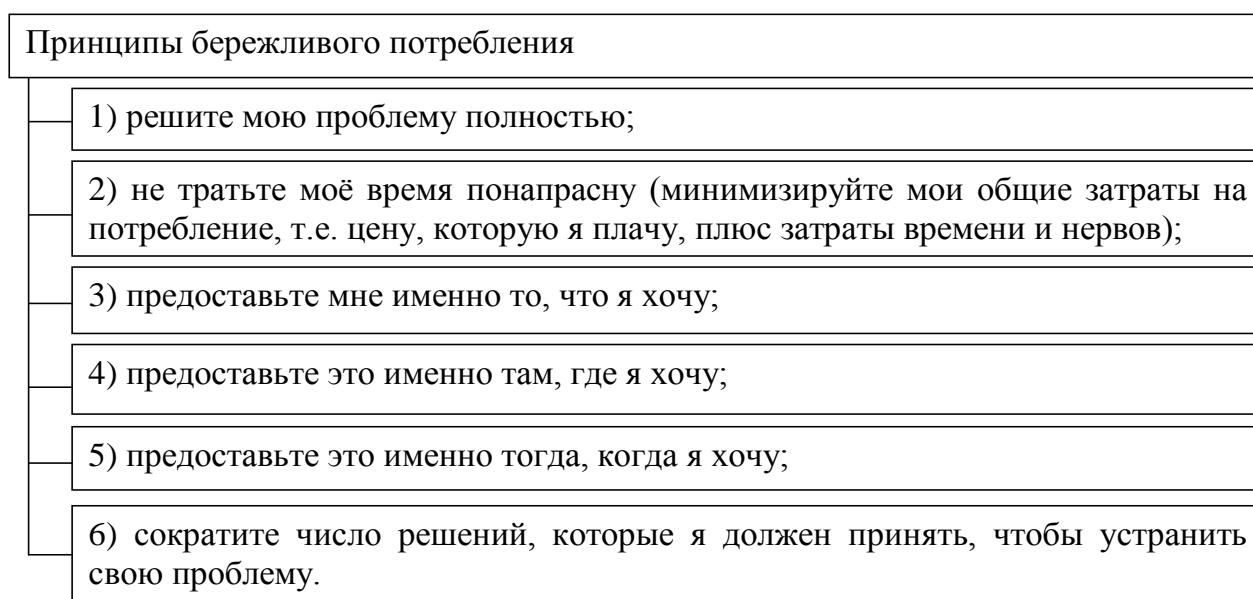 Принципы бережливого потребления
1) решите мою проблему полностью;
2) не тратьте моё время понапрасну (минимизируйте мои общие затраты на
потребление, т.е. цену, которую я плачу, плюс затраты времени и нервов);
3) предоставьте мне именно то, что я хочу;
4) предоставьте это именно там, где я хочу;
5) предоставьте это именно тогда, когда я хочу;
6) сократите число решений, которые я должен принять, чтобы устранить
свою проблему.